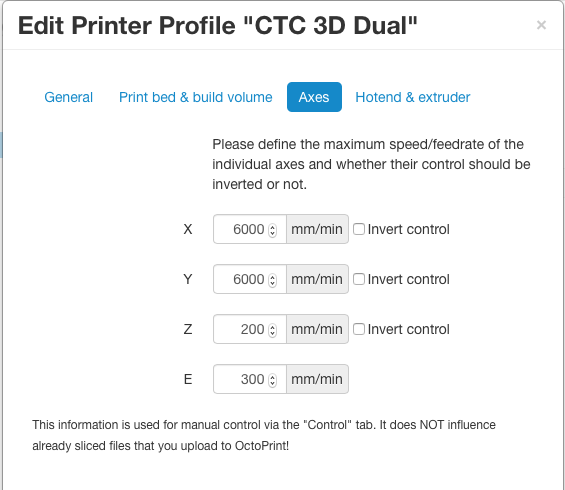 Edit Printer Profile "CTC 3D Dual"
×
General Print bed & build volume Axes Hotend & extruder
Please define the maximum speed/feedrate of the
individual axes and whether their control should be
inverted or not.
X 6000 mm/min Invert control
Y 6000 mm/min Invert control
Z 200 mm/min Invert control
E 300 mm/min
This information is used for manual control via the "Control" tab. It does NOT influence
already sliced files that you upload to OctoPrint!